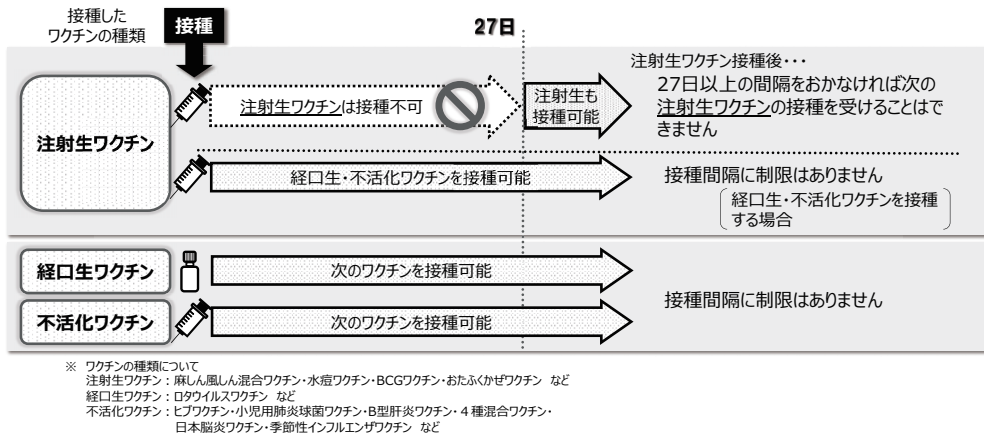 接種した
ワクチンの種類
接種
27日
注射生ワクチン
注射生ワクチンは接種不可
注射生も
接種可能
注射生ワクチン接種後・・・
27日以上の間隔をおかなければ次の
注射生ワクチンの接種を受けることはで
きません
経口生・不活化ワクチンを接種可能
接種間隔に制限はありません
経口生・不活化ワクチンを接種
する場合
経口生ワクチン
次のワクチンを接種可能
不活化ワクチン
次のワクチンを接種可能
接種間隔に制限はありません
※ ワクチンの種類について
注射生ワクチン：麻しん風しん混合ワクチン・水痘ワクチン・BCGワクチン・おたふくかぜワクチン など
経口生ワクチン：ロタウイルスワクチン など
不活化ワクチン：ヒブワクチン・小児用肺炎球菌ワクチン・B型肝炎ワクチン・４種混合ワクチン・
日本脳炎ワクチン・季節性インフルエンザワクチン など